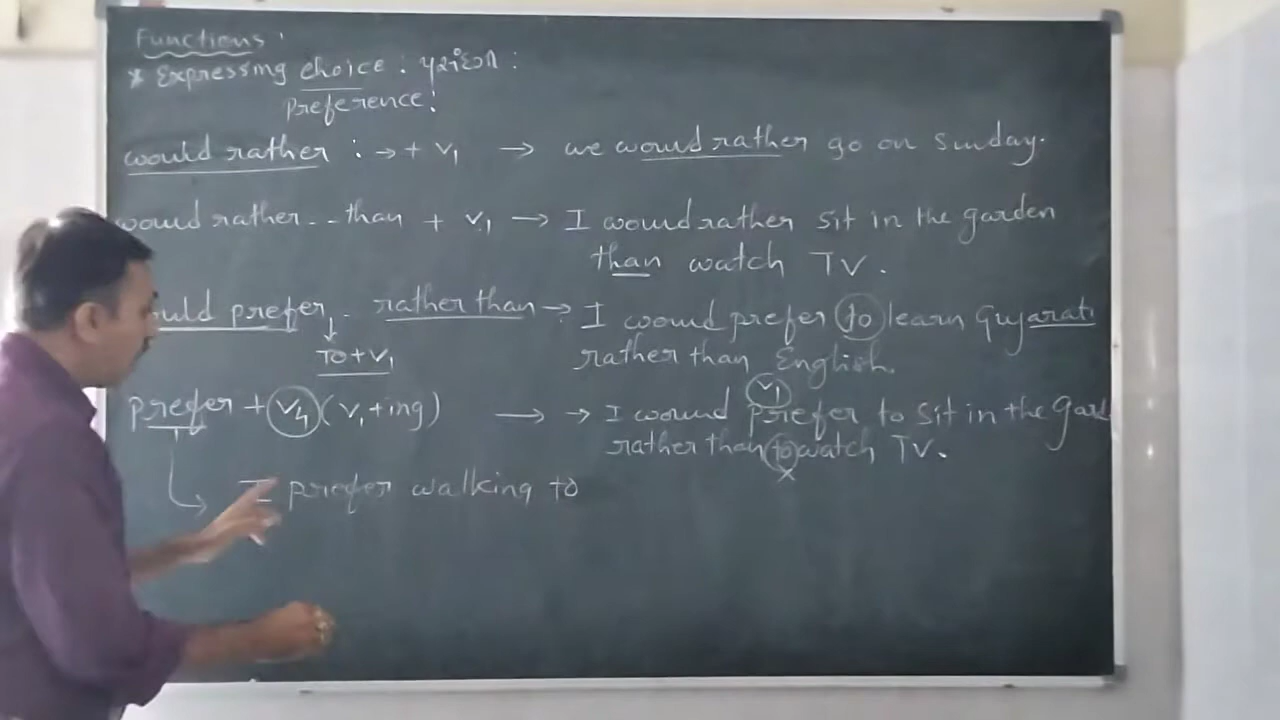 Functions:
* Expressing choice: પસંદગી:
Preference:
would rather : → + V1 → we would rather go on Sunday.
would rather -- than + V1 → I would rather sit in the garden
than watch TV.
would prefer -- rather than → I would prefer to learn Gujarati
To + V1
rather than English.
V1
prefer + V4 (V1 + ing) → → I would prefer to sit in the
rather than to watch TV.
×
I prefer walking to